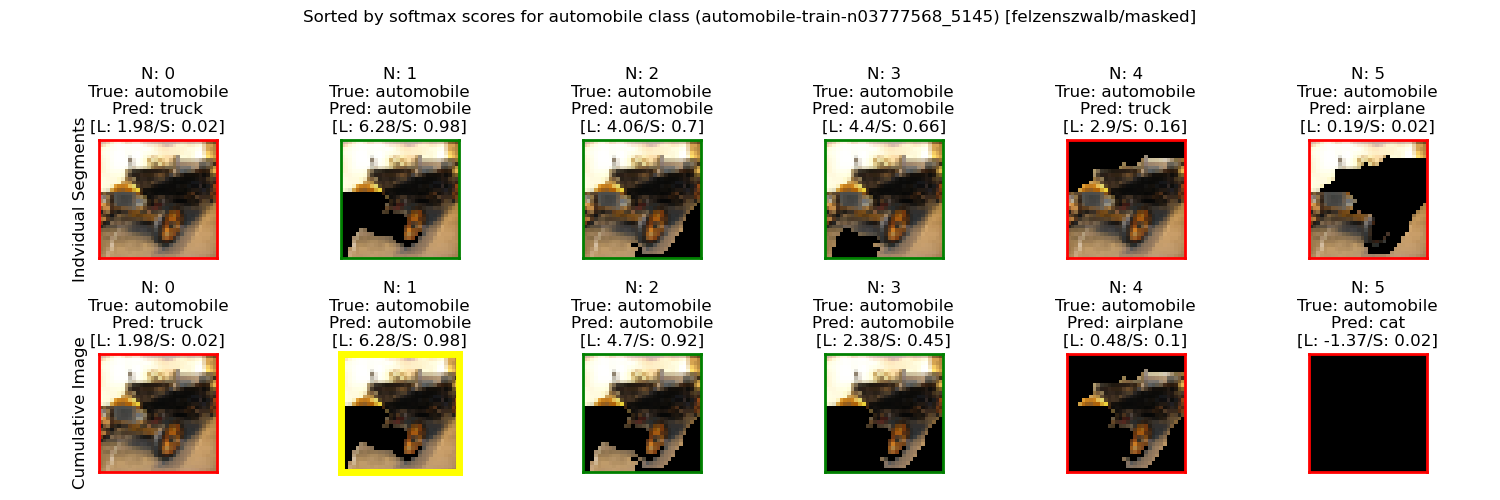 Sorted by softmax scores for automobile class (automobile-train-n03777568_5145) [felzenszwalb/masked]
Indvidual Segments
N: 0
True: automobile
Pred: truck
[L: 1.98/S: 0.02]
N: 1
True: automobile
Pred: automobile
[L: 6.28/S: 0.98]
N: 2
True: automobile
Pred: automobile
[L: 4.06/S: 0.7]
N: 3
True: automobile
Pred: automobile
[L: 4.4/S: 0.66]
N: 4
True: automobile
Pred: truck
[L: 2.9/S: 0.16]
N: 5
True: automobile
Pred: airplane
[L: 0.19/S: 0.02]
Cumulative Image
N: 0
True: automobile
Pred: truck
[L: 1.98/S: 0.02]
N: 1
True: automobile
Pred: automobile
[L: 6.28/S: 0.98]
N: 2
True: automobile
Pred: automobile
[L: 4.7/S: 0.92]
N: 3
True: automobile
Pred: automobile
[L: 2.38/S: 0.45]
N: 4
True: automobile
Pred: airplane
[L: 0.48/S: 0.1]
N: 5
True: automobile
Pred: cat
[L: -1.37/S: 0.02]